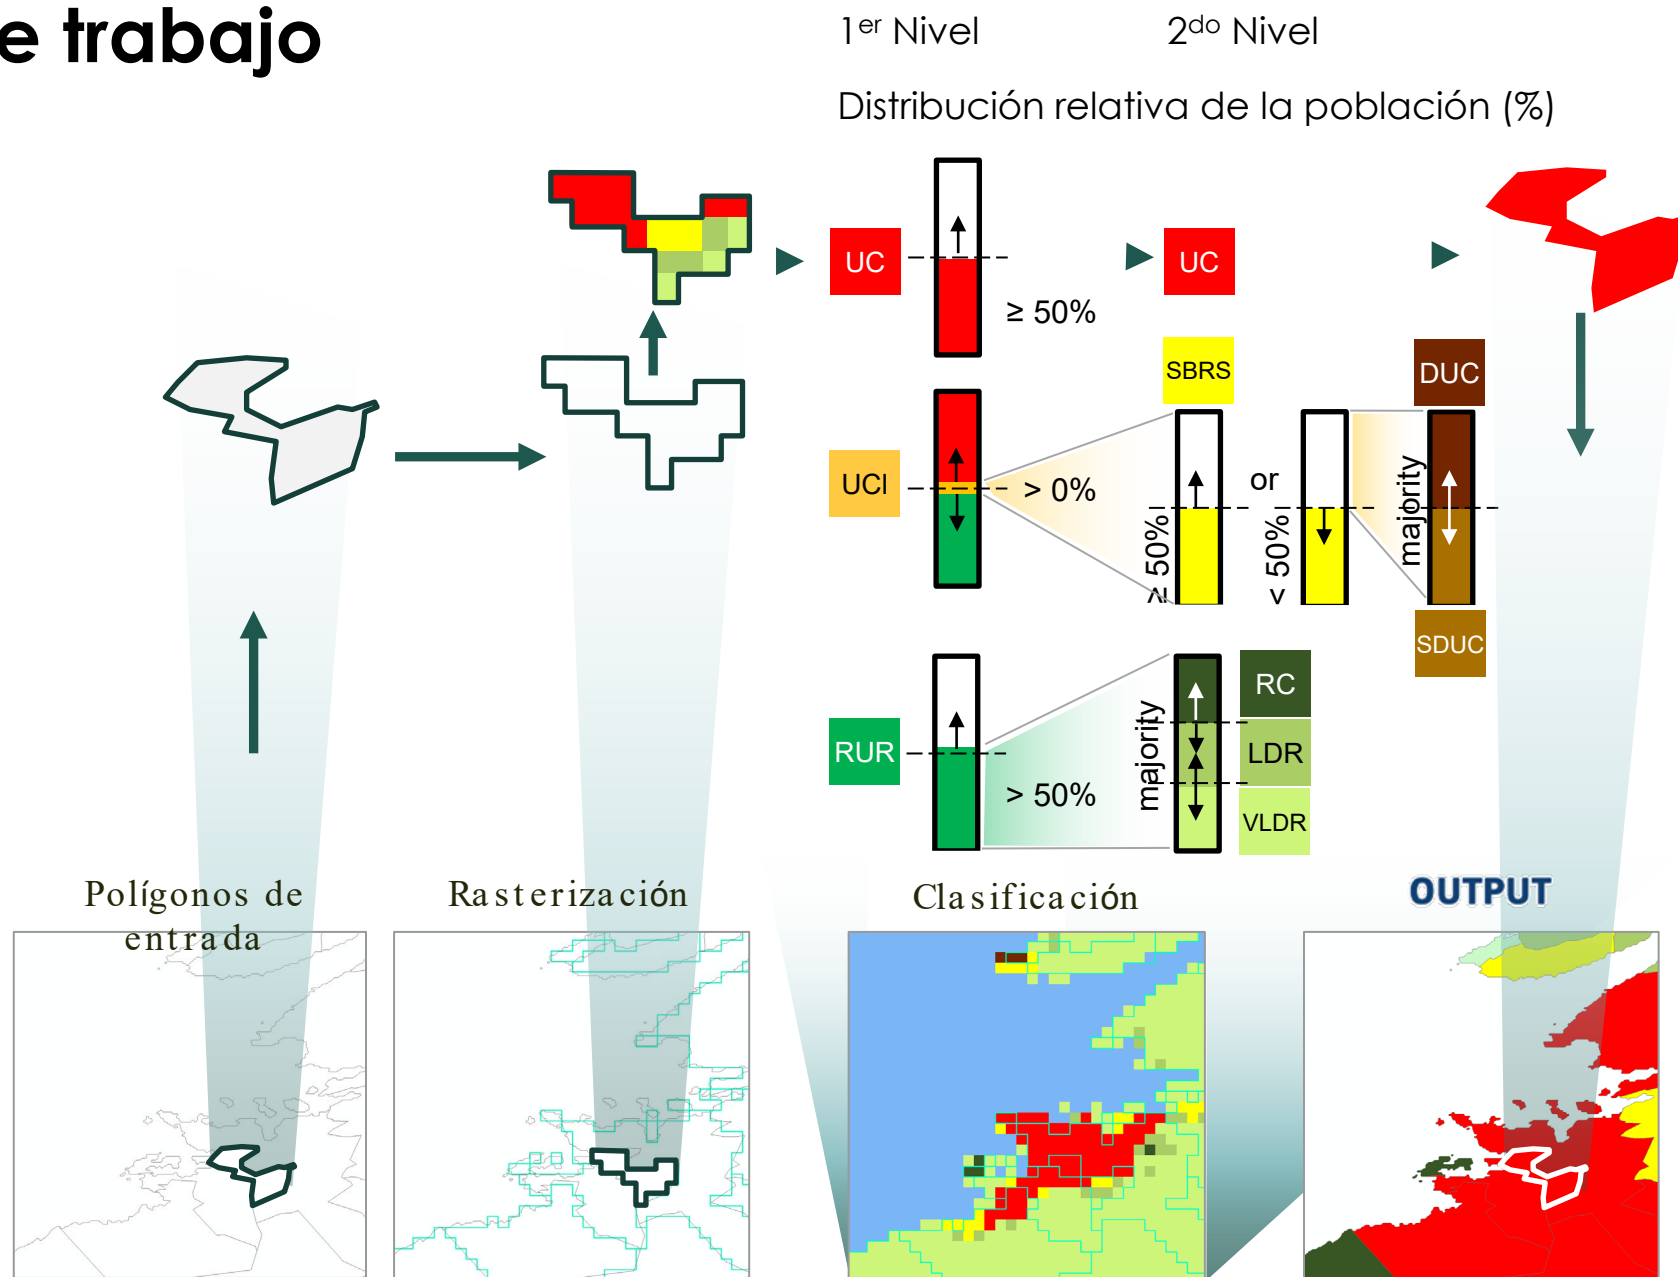 e trabajo
1er Nivel
2do Nivel
Distribución relativa de la población (%)
UC
≥ 50%
UC
SBRS
DUC
UCI
> 0%
≥ 50%
or
< 50%
majority
SDUC
RUR
> 50%
majority
RC
LDR
VLDR
Polígonos de
entrada
Rasterización
Clasificación
OUTPUT